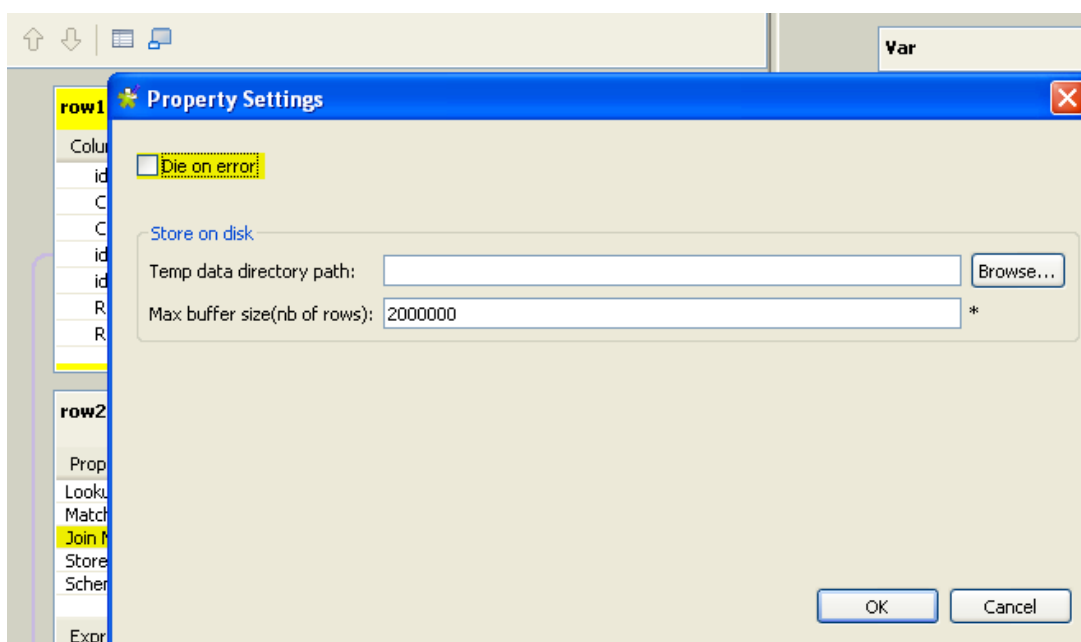 Var
row1
Property Settings
Colu
id
C
C
id
id
R
R
Die on error
Store on disk
Temp data directory path:
Browse...
Max buffer size(nb of rows): 2000000 *
row2
Prop
Looku
Match
Join M
Store
Schem
Expr
OK Cancel